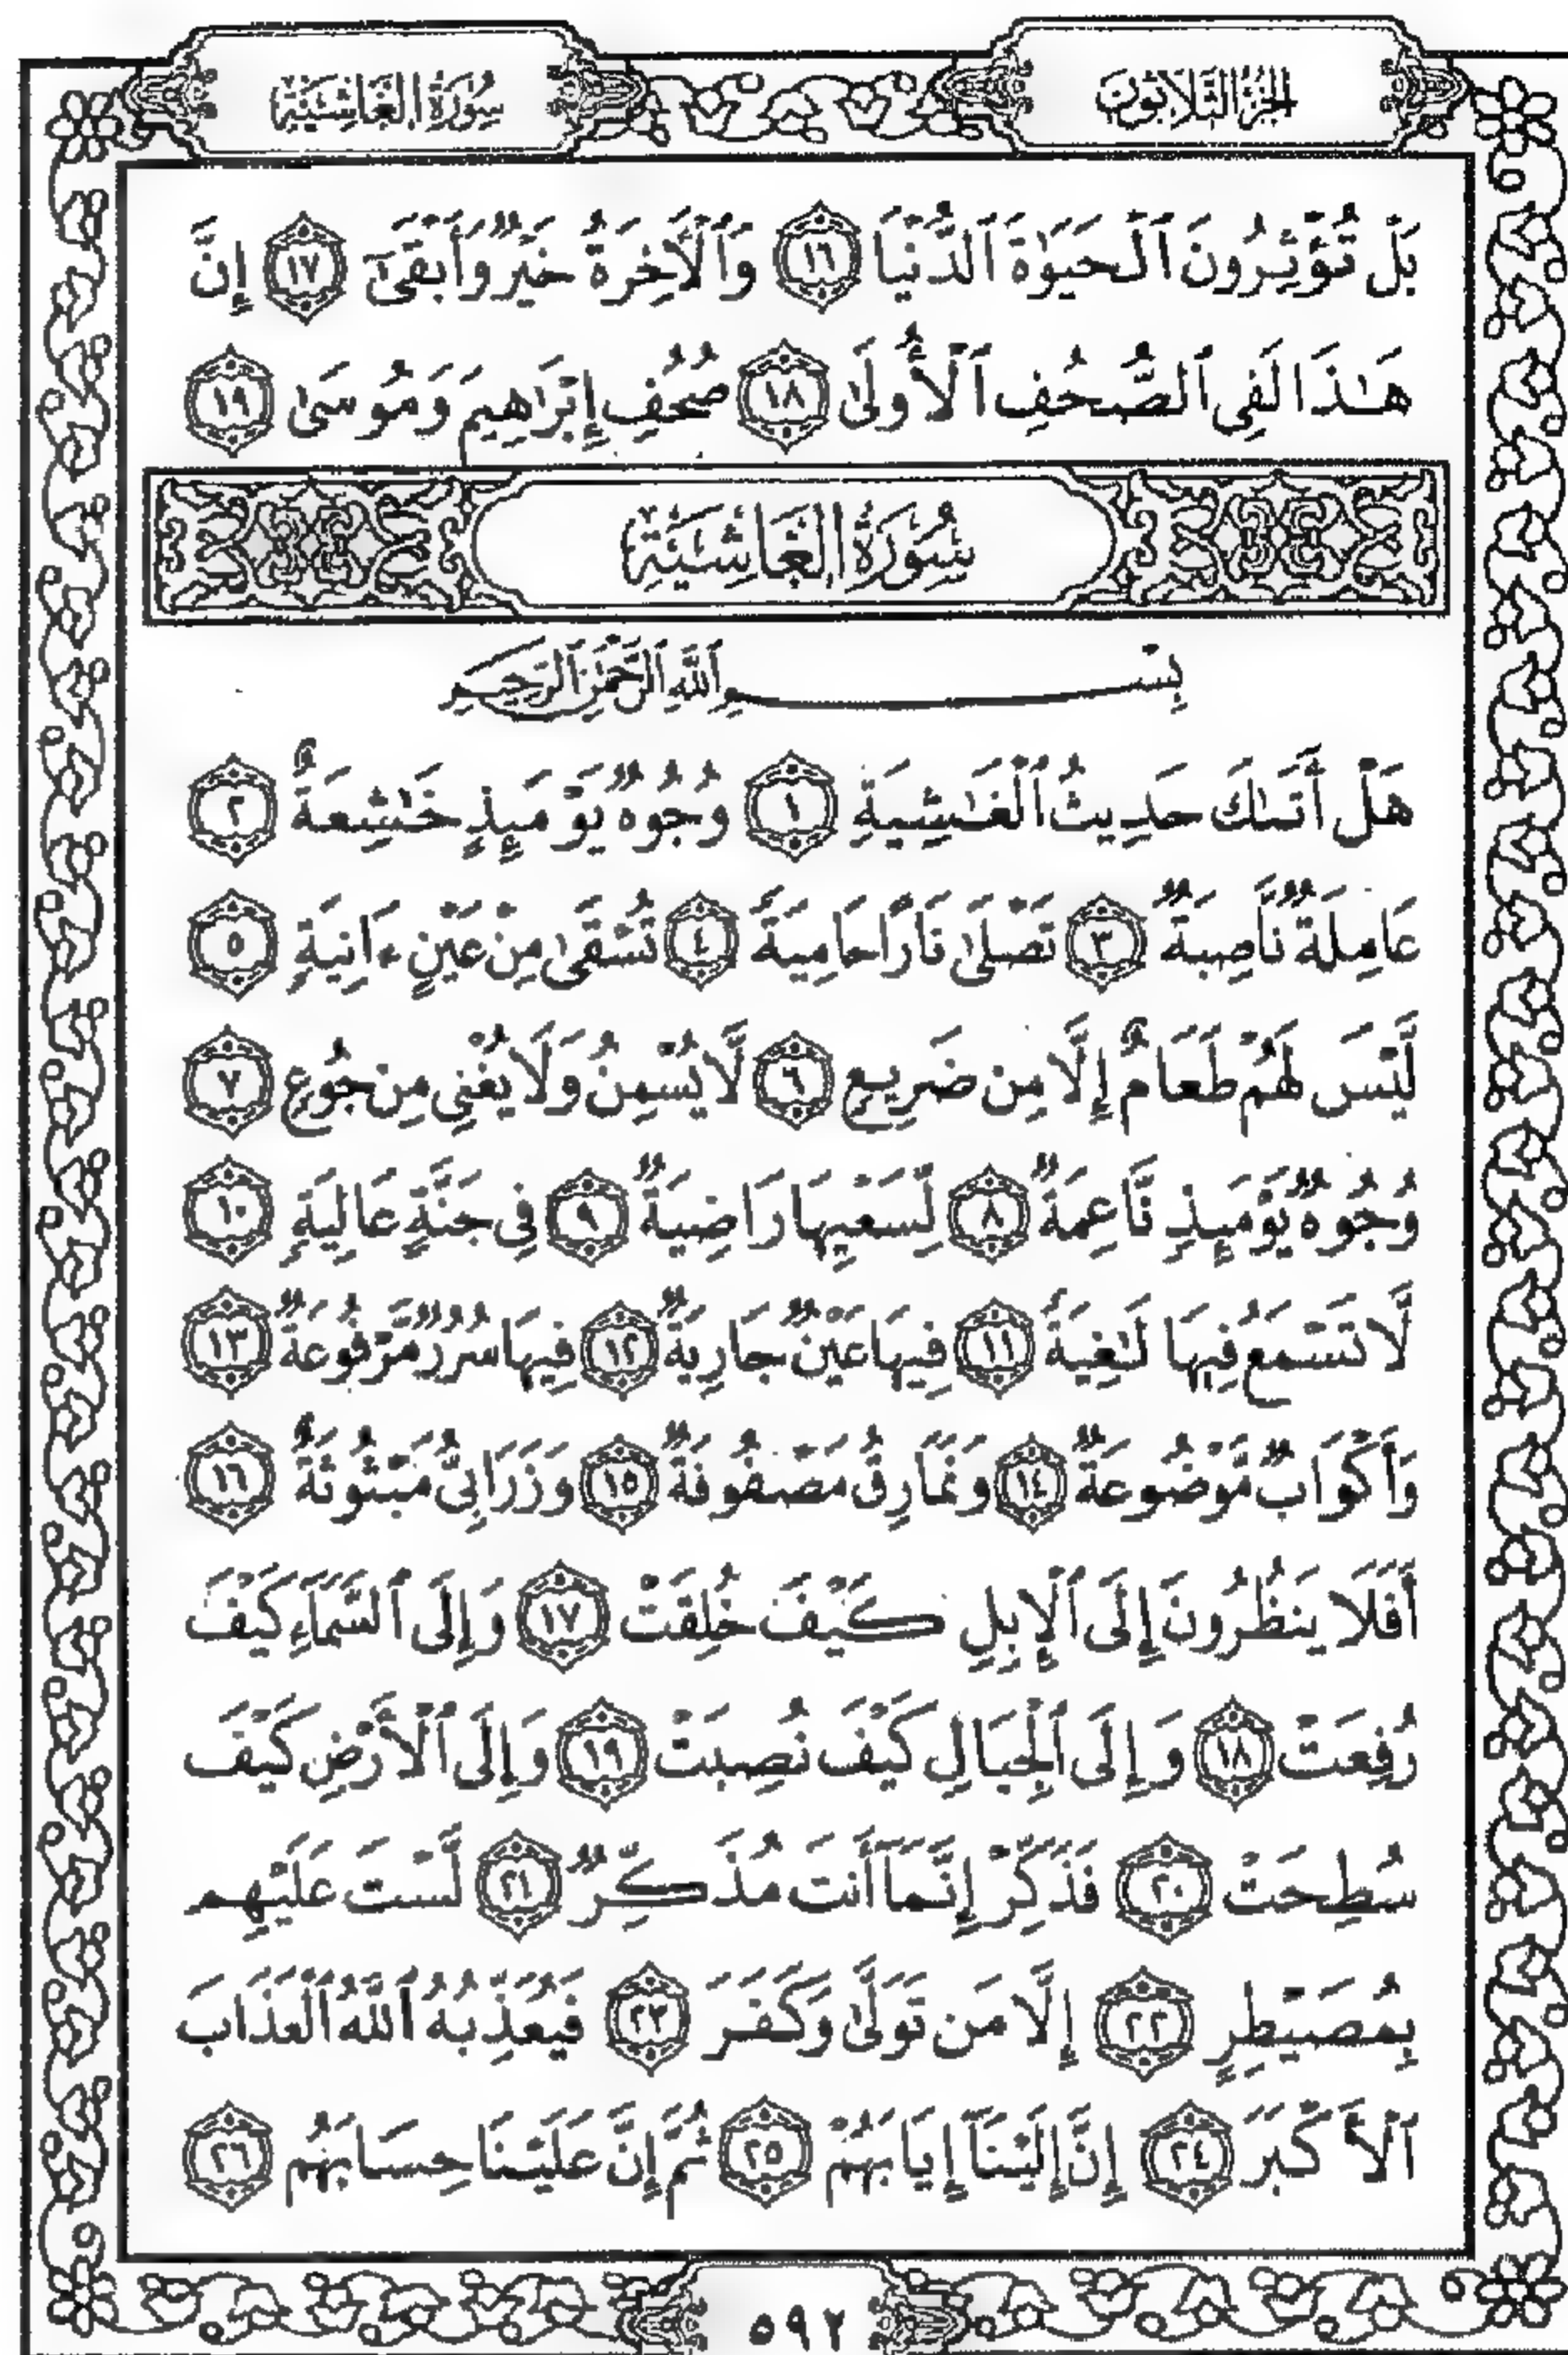 الجزء الثلاثون
سورة الغاشية
بَلْ تُؤْثِرُونَ ٱلْحَيَوٰةَ ٱلدُّنْيَا ١٦ وَٱلْأَخِرَةُ خَيْرٌ وَأَبْقَىٰٓ ١٧ إِنَّ
هَٰذَا لَفِى ٱلصُّحُفِ ٱلْأُولَىٰ ١٨ صُحُفِ إِبْرَٰهِيمَ وَمُوسَىٰ ١٩
سُورَةُ الغَاشِيَةِ
بِسْمِ ٱللَّهِ ٱلرَّحْمَٰنِ ٱلرَّحِيمِ
هَلْ أَتَىٰكَ حَدِيثُ ٱلْغَٰشِيَةِ ١ وُجُوهٌ يَوْمَئِذٍ خَٰشِعَةٌ ٢
عَامِلَةٌ نَّاصِبَةٌ ٣ تَصْلَىٰ نَارًا حَامِيَةً ٤ تُسْقَىٰ مِنْ عَيْنٍ ءَانِيَةٍ ٥
لَّيْسَ لَهُمْ طَعَامٌ إِلَّا مِن ضَرِيعٍ ٦ لَّا يُسْمِنُ وَلَا يُغْنِى مِن جُوعٍ ٧
وُجُوهٌ يَوْمَئِذٍ نَّاعِمَةٌ ٨ لِّسَعْيِهَا رَاضِيَةٌ ٩ فِى جَنَّةٍ عَالِيَةٍ ١٠
لَّا تَسْمَعُ فِيهَا لَٰغِيَةً ١١ فِيهَا عَيْنٌ جَارِيَةٌ ١٢ فِيهَا سُرُرٌ مَّرْفُوعَةٌ ١٣
وَأَكْوَابٌ مَّوْضُوعَةٌ ١٤ وَنَمَارِقُ مَصْفُوفَةٌ ١٥ وَزَرَابِىُّ مَبْثُوثَةٌ ١٦
أَفَلَا يَنظُرُونَ إِلَى ٱلْإِبِلِ كَيْفَ خُلِقَتْ ١٧ وَإِلَى ٱلسَّمَآءِ كَيْفَ
رُفِعَتْ ١٨ وَإِلَى ٱلْجِبَالِ كَيْفَ نُصِبَتْ ١٩ وَإِلَى ٱلْأَرْضِ كَيْفَ
سُطِحَتْ ٢٠ فَذَكِّرْ إِنَّمَآ أَنتَ مُذَكِّرٌ ٢١ لَّسْتَ عَلَيْهِم
بِمُصَيْطِرٍ ٢٢ إِلَّا مَن تَوَلَّىٰ وَكَفَرَ ٢٣ فَيُعَذِّبُهُ ٱللَّهُ ٱلْعَذَابَ
ٱلْأَكْبَرَ ٢٤ إِنَّ إِلَيْنَآ إِيَابَهُمْ ٢٥ ثُمَّ إِنَّ عَلَيْنَا حِسَابَهُم ٢٦
٥٩٢